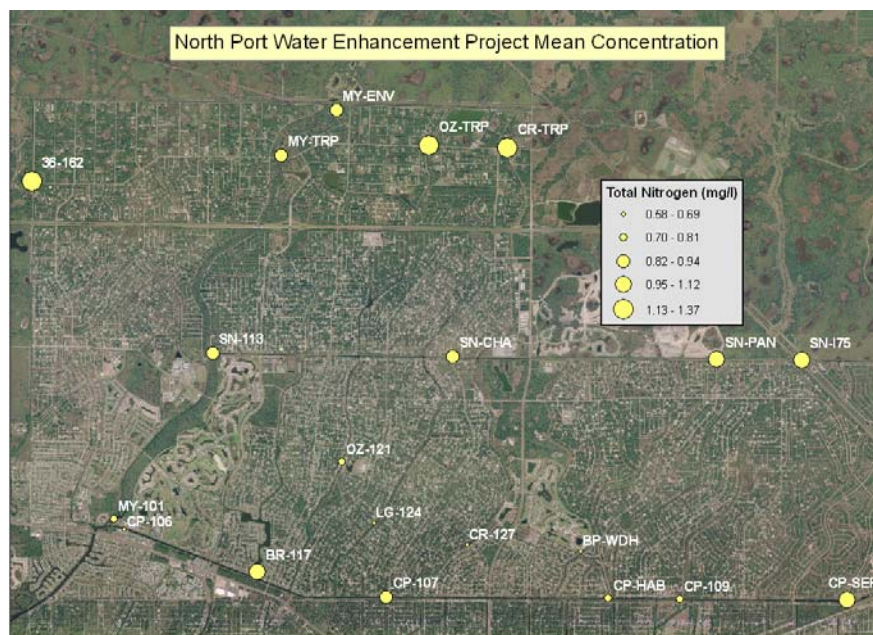 North Port Water Enhancement Project Mean Concentration
MY-ENV
OZ-TRP
CR-TRP
MY-TRP
36-162
Total Nitrogen (mg/l)
0.58 - 0.69
0.70 - 0.81
0.82 - 0.94
0.95 - 1.12
1.13 - 1.37
SN-113
SN-CHA
SN-PAN
SN-I75
OZ-121
MY-101
LG-124
CP-106
CR-127
BP-WDH
BR-117
CP-107
CP-HAB
CP-109